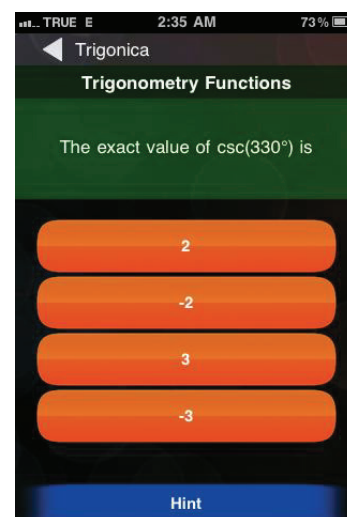 TRUE E 2:35 AM 73%
Trigonica
Trigonometry Functions
The exact value of csc(330°) is
2
-2
3
-3
Hint